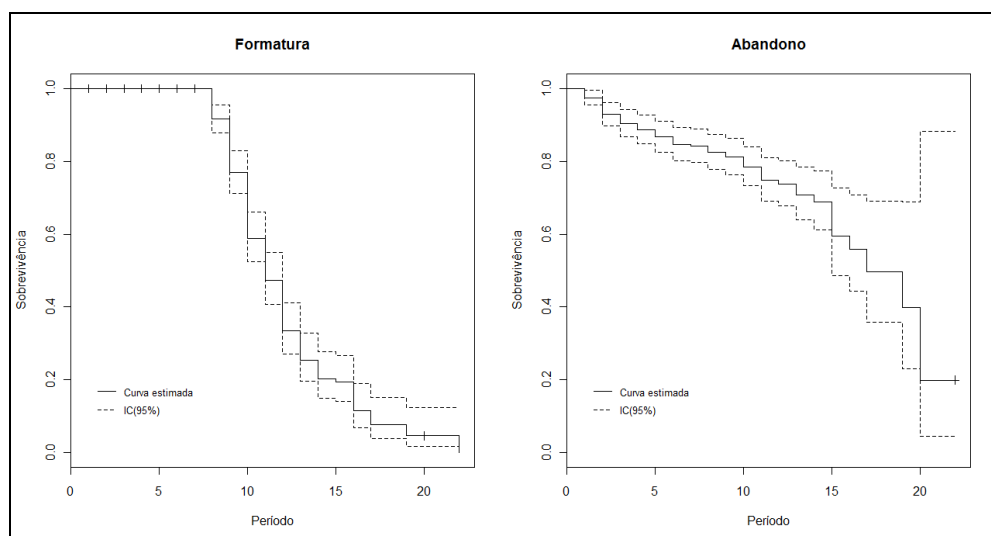 Formatura
Sobrevivência
1.0
0.8
0.6
0.4
0.2
0.0
Curva estimada
IC(95%)
0 5 10 15 20
Período
Abandono
Sobrevivência
1.0
0.8
0.6
0.4
0.2
0.0
Curva estimada
IC(95%)
0 5 10 15 20
Período